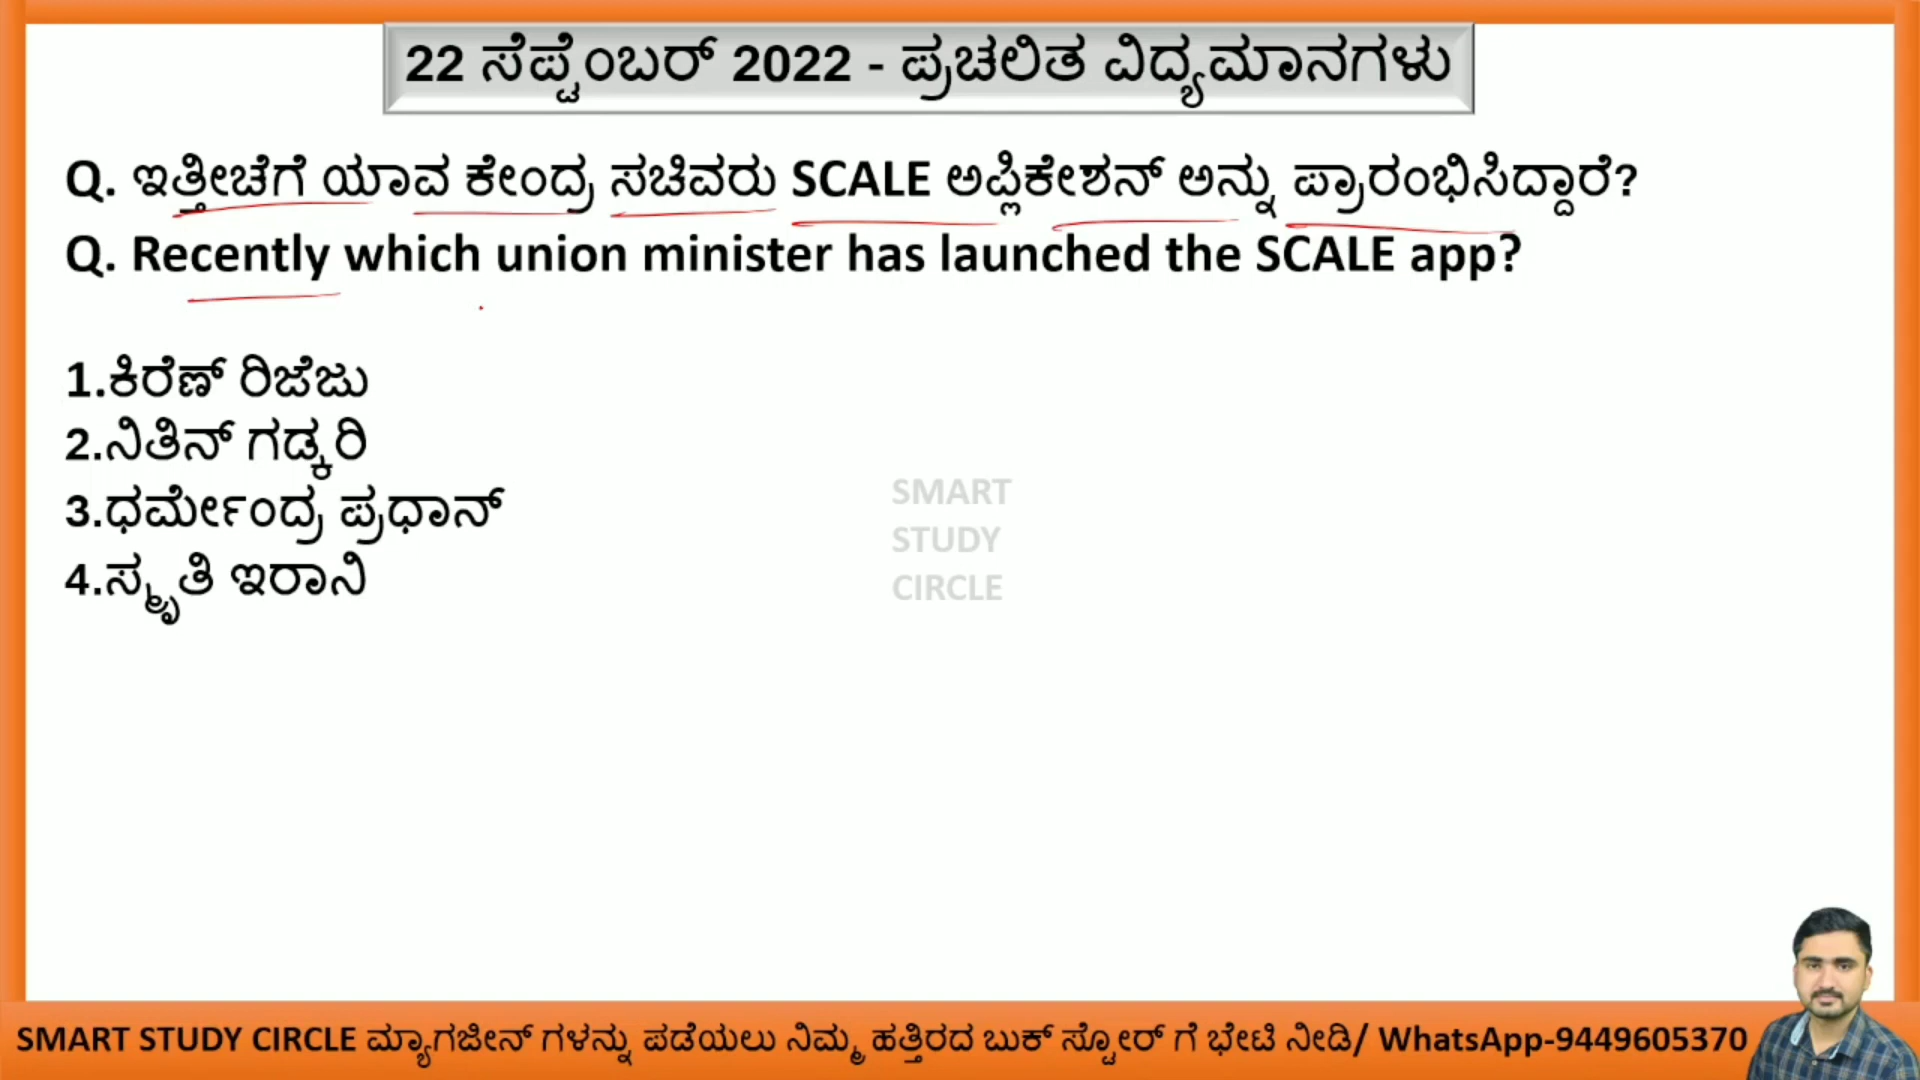 22 ಸೆಪ್ಟೆಂಬರ್ 2022 - ಪ್ರಚಲಿತ ವಿದ್ಯಮಾನಗಳು
Q. ಇತ್ತೀಚೆಗೆ ಯಾವ ಕೇಂದ್ರ ಸಚಿವರು SCALE ಅಪ್ಲಿಕೇಶನ್ ಅನ್ನು ಪ್ರಾರಂಭಿಸಿದ್ದಾರೆ?
Q. Recently which union minister has launched the SCALE app?
1.ಕಿರೆಣ್ ರಿಜೆಜು
2.ನಿತಿನ್ ಗಡ್ಕರಿ
3.ಧರ್ಮೇಂದ್ರ ಪ್ರಧಾನ್
4.ಸ್ಮೃತಿ ಇರಾನಿ
SMART
STUDY
CIRCLE
SMART STUDY CIRCLE ಮ್ಯಾಗಜೀನ್ ಗಳನ್ನು ಪಡೆಯಲು ನಿಮ್ಮ ಹತ್ತಿರದ ಬುಕ್ ಸ್ಟೋರ್ ಗೆ ಭೇಟಿ ನೀಡಿ/ WhatsApp-9449605370